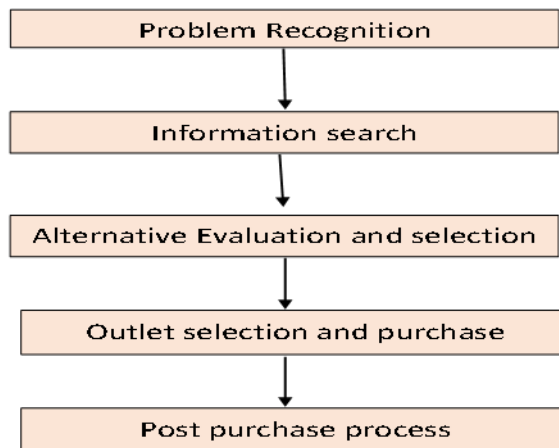 Problem Recognition
Information search
Alternative Evaluation and selection
Outlet selection and purchase
Post purchase process